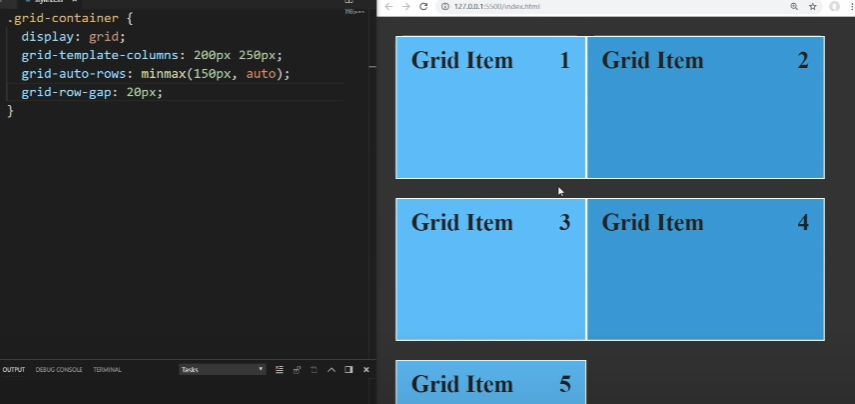 .grid-container {
display: grid;
grid-template-columns: 200px 250px;
grid-auto-rows: minmax(150px, auto);
grid-row-gap: 20px;
}
OUTPUT DEBUG CONSOLE TERMINAL Tasks
127.0.0.1:5500/index.html
Grid Item 1 Grid Item 2
Grid Item 3 Grid Item 4
Grid Item 5